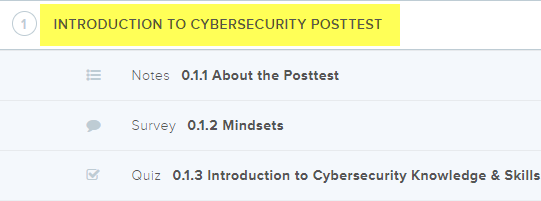 1 INTRODUCTION TO CYBERSECURITY POSTTEST
Notes 0.1.1 About the Posttest
Survey 0.1.2 Mindsets
Quiz 0.1.3 Introduction to Cybersecurity Knowledge & Skills